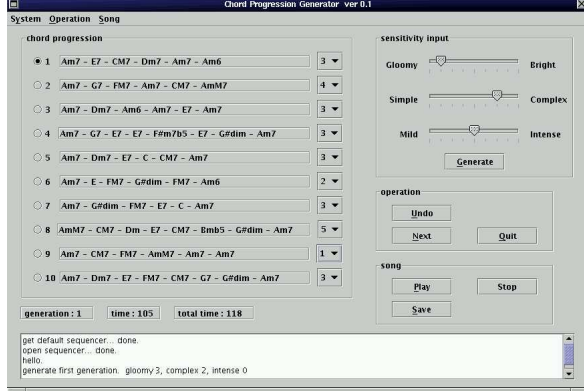 Chord Progression Generator ver 0.1
System Operation Song
chord progression
1 Am7 - E7 - CM7 - Dm7 - Am7 - Am6 3
2 Am7 - G7 - FM7 - Am7 - CM7 - AmM7 4
3 Am7 - Dm7 - Am6 - Am7 - E7 - Am7 3
4 Am7 - G7 - E7 - E7 - F#m7b5 - E7 - G#dim - Am7 3
5 Am7 - Dm7 - E7 - C - CM7 - Am7 3
6 Am7 - E - FM7 - G#dim - FM7 - Am6 2
7 Am7 - G#dim - FM7 - E7 - C - Am7 3
8 AmM7 - CM7 - Dm - E7 - CM7 - Bmb5 - G#dim - Am7 5
9 Am7 - CM7 - FM7 - AmM7 - Am7 - Am7 1
10 Am7 - Dm7 - E7 - FM7 - CM7 - G7 - G#dim - Am7 3
generation : 1 time : 105 total time : 118
sensitivity input
Gloomy Bright
Simple Complex
Mild Intense
Generate
operation
Undo
Next Quit
song
Play Stop
Save
get default sequencer... done.
open sequencer... done.
hello.
generate first generation. gloomy 3, complex 2, intense 0